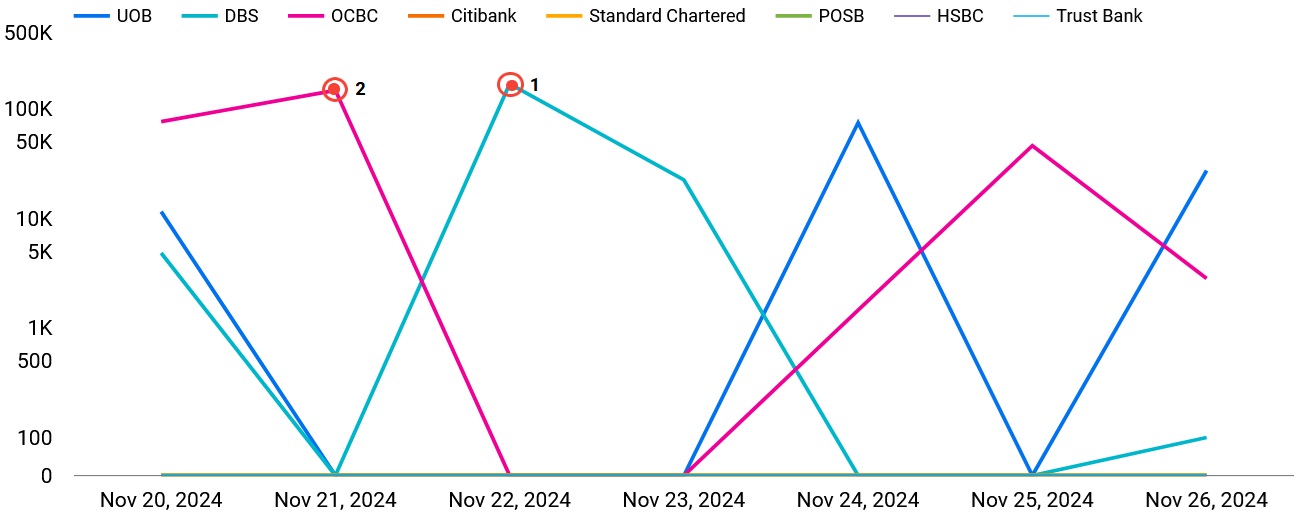 UOB DBS OCBC Citibank Standard Chartered POSB HSBC Trust Bank
500K
100K
50K
10K
5K
1K
500
100
0
2
1
Nov 20, 2024 Nov 21, 2024 Nov 22, 2024 Nov 23, 2024 Nov 24, 2024 Nov 25, 2024 Nov 26, 2024